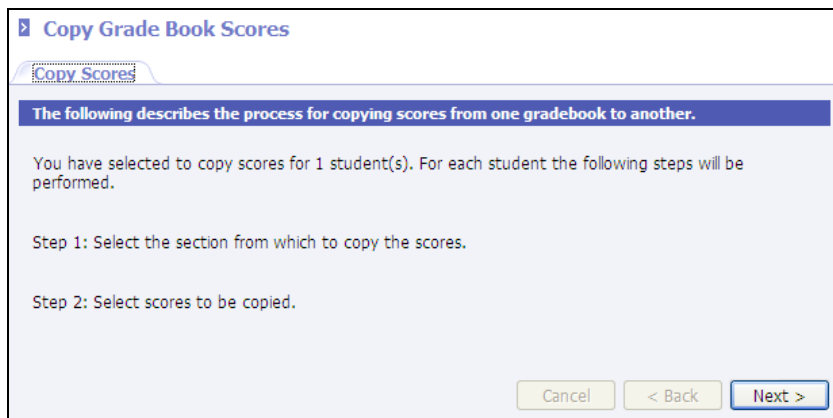 Copy Grade Book Scores
Copy Scores
The following describes the process for copying scores from one gradebook to another.
You have selected to copy scores for 1 student(s). For each student the following steps will be
performed.
Step 1: Select the section from which to copy the scores.
Step 2: Select scores to be copied.
Cancel < Back Next >